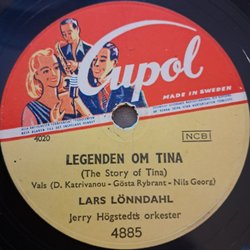 Cupol
MADE IN SWEDEN
4020
NCB
LEGENDEN OM TINA
(The Story of Tina)
Vals (D. Katrivanou - Gösta Rybrant - Nils Georg)
LARS LÖNNDAHL
Jerry Högstedts orkester
4885